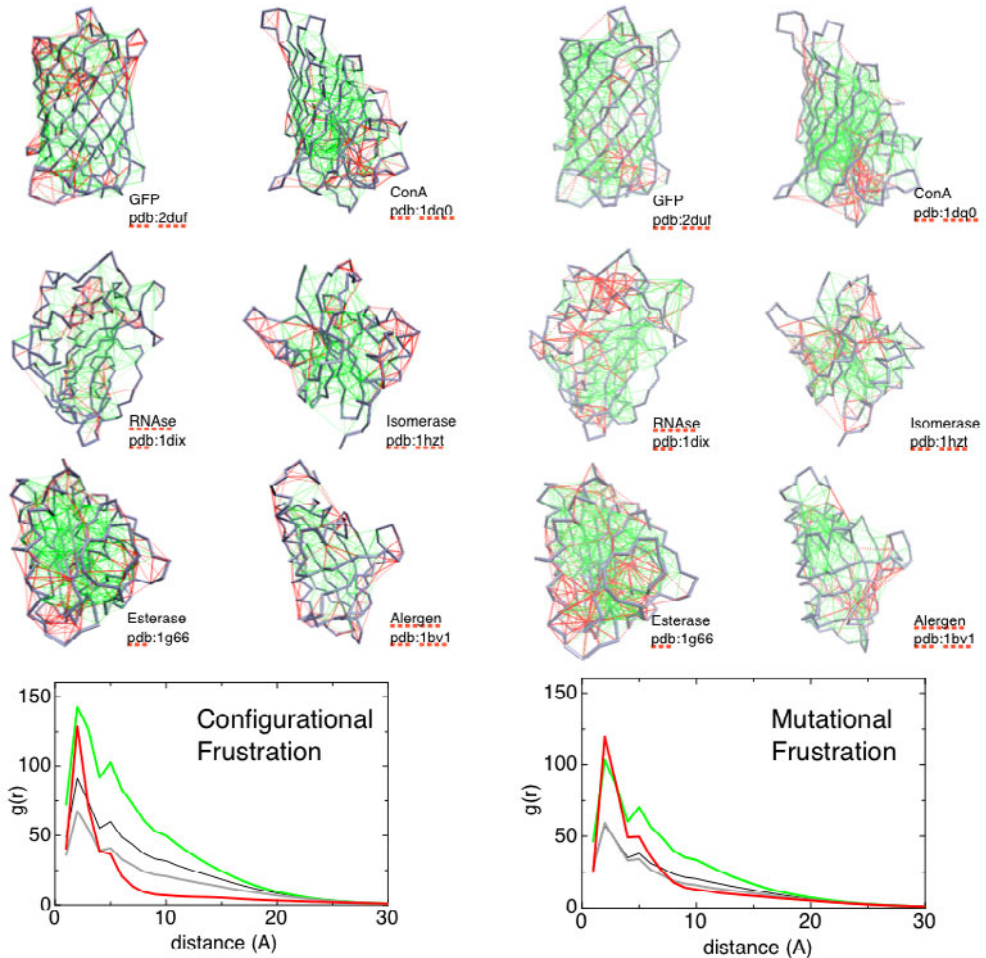 GFP
pdb:2duf
ConA
pdb:1dq0
GFP
pdb:2duf
ConA
pdb:1dq0
RNAse
pdb:1dix
Isomerase
pdb:1hzt
RNAse
pdb:1dix
Isomerase
pdb:1hzt
Esterase
pdb:1g66
Alergen
pdb:1bv1
Esterase
pdb:1g66
Alergen
pdb:1bv1
Configurational
Frustration
150
100
50
0
g(r)
0 10 20 30
distance (A)
Mutational
Frustration
150
100
50
0
g(r)
0 10 20 30
distance (A)